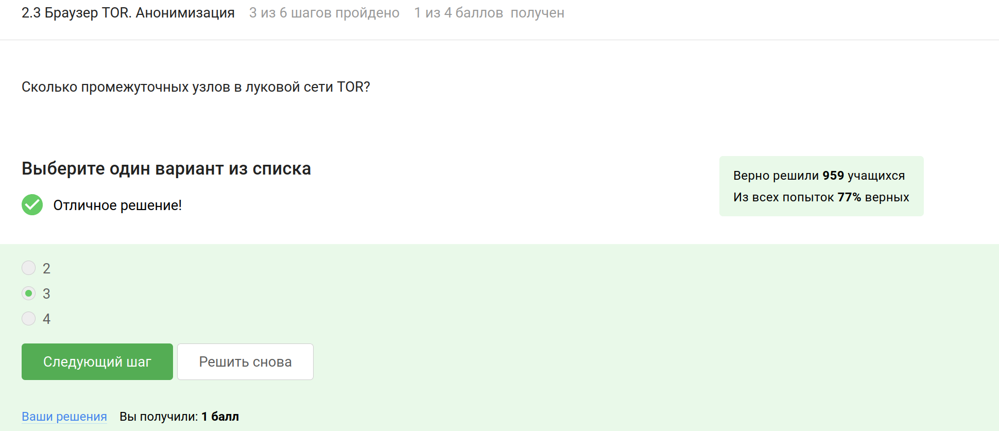 2.3 Браузер TOR. Анонимизация 3 из 6 шагов пройдено 1 из 4 баллов получен
Сколько промежуточных узлов в луковой сети TOR?
Выберите один вариант из списка
Отличное решение!
Верно решили 959 учащихся
Из всех попыток 77% верных
2
3
4
Следующий шаг Решить снова
Ваши решения Вы получили: 1 балл